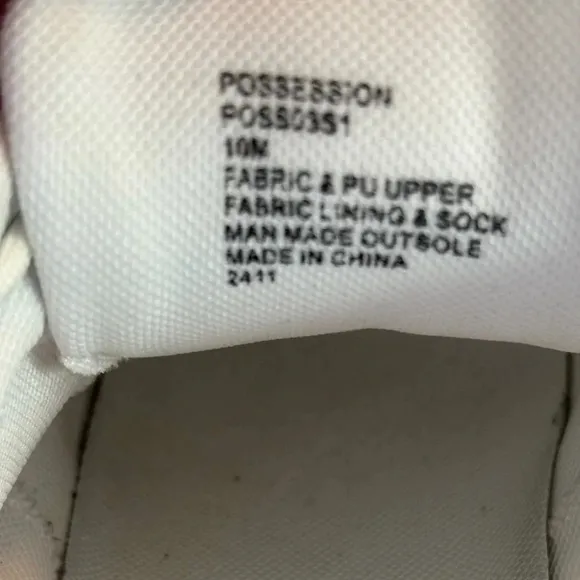 POSSESSION
POSS03S1
10M
FABRIC & PU UPPER
FABRIC LINING & SOCK
MAN MADE OUTSOLE
MADE IN CHINA
2411